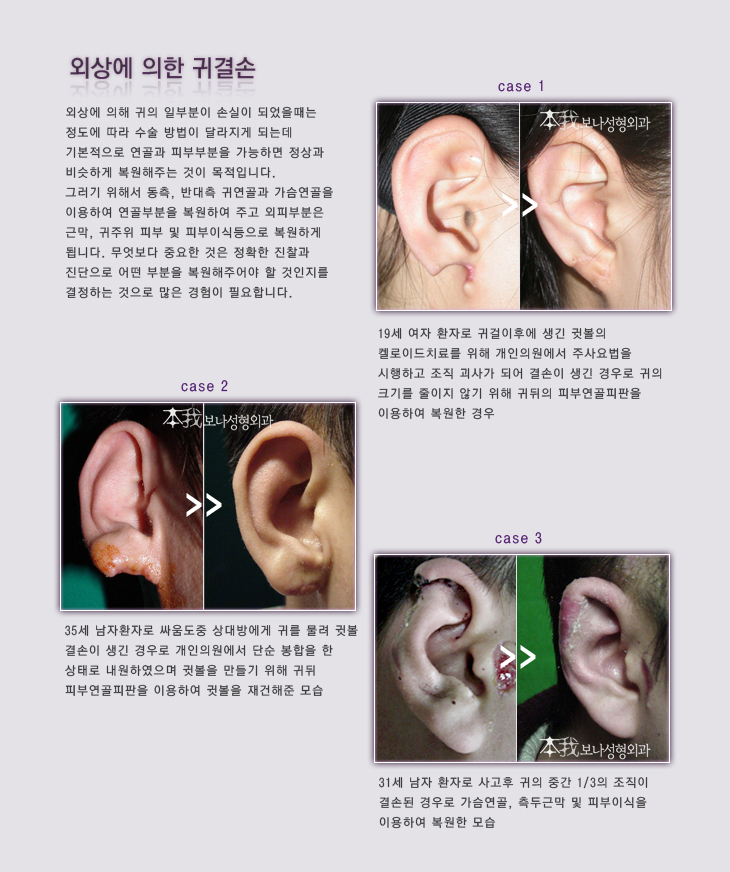 외상에 의한 귀결손
외상에 의해 귀의 일부분이 손실이 되었을때는
정도에 따라 수술 방법이 달라지게 되는데
기본적으로 연골과 피부부분을 가능하면 정상과
비슷하게 복원해주는 것이 목적입니다.
그러기 위해서 동측, 반대측 귀연골과 가슴연골을
이용하여 연골부분을 복원하여 주고 외피부분은
근막, 귀주위 피부 및 피부이식등으로 복원하게
됩니다. 무엇보다 중요한 것은 정확한 진찰과
진단으로 어떤 부분을 복원해주어야 할 것인지를
결정하는 것으로 많은 경험이 필요합니다.
case 1
本我 보나성형외과
>>
19세 여자 환자로 귀걸이후에 생긴 귓볼의
켈로이드치료를 위해 개인의원에서 주사요법을
시행하고 조직 괴사가 되어 결손이 생긴 경우로 귀의
크기를 줄이지 않기 위해 귀뒤의 피부연골피판을
이용하여 복원한 경우
case 2
本我 보나성형외과
>>
35세 남자환자로 싸움도중 상대방에게 귀를 물려 귓볼
결손이 생긴 경우로 개인의원에서 단순 봉합을 한
상태로 내원하였으며 귓볼을 만들기 위해 귀뒤
피부연골피판을 이용하여 귓볼을 재건해준 모습
case 3
>>
本我 보나성형외과
31세 남자 환자로 사고후 귀의 중간 1/3의 조직이
결손된 경우로 가슴연골, 측두근막 및 피부이식을
이용하여 복원한 모습